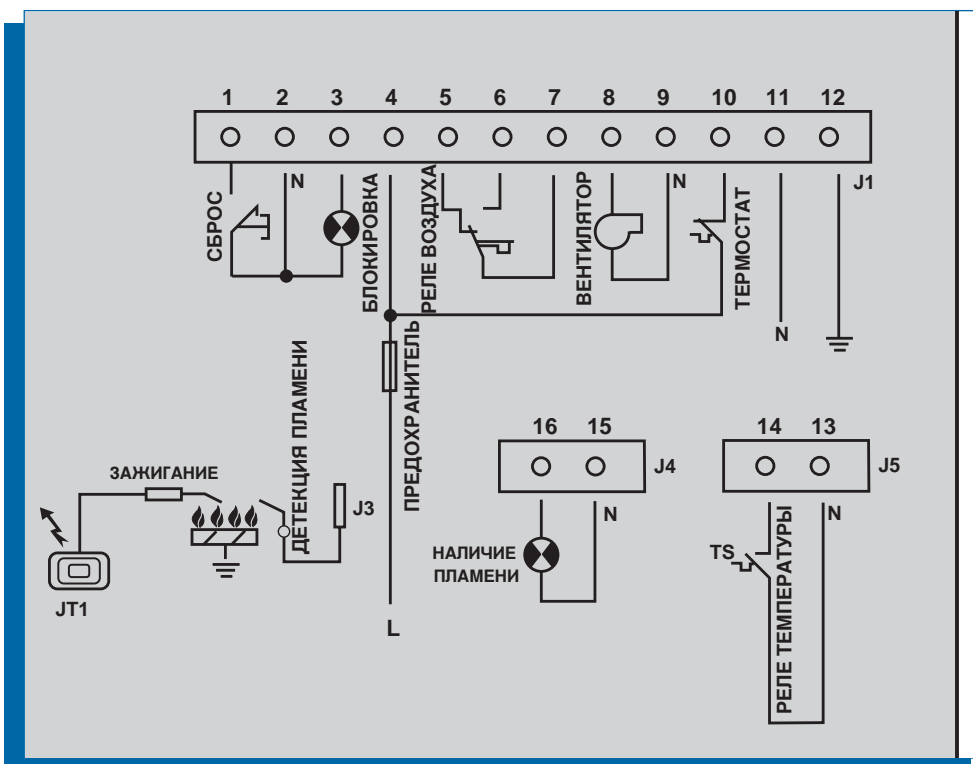 1 2 3 4 5 6 7 8 9 10 11 12
J1
СБРОС
N
БЛОКИРОВКА
РЕЛЕ ВОЗДУХА
ВЕНТИЛЯТОР
N
ТЕРМОСТАТ
N
ПРЕДОХРАНИТЕЛЬ
L
ЗАЖИГАНИЕ
ДЕТЕКЦИЯ ПЛАМЕНИ
J3
JT1
16 15
J4
N
НАЛИЧИЕ
ПЛАМЕНИ
14 13
J5
N
TS
РЕЛЕ ТЕМПЕРАТУРЫ